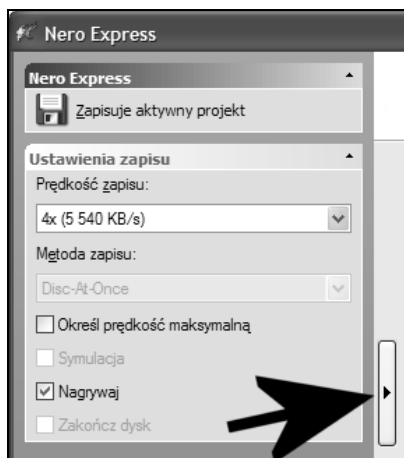 Nero Express
Nero Express
Zapisuje aktywny projekt
Ustawienia zapisu
Prędkość zapisu:
4x (5 540 KB/s)
Metoda zapisu:
Disc-At-Once
Określ prędkość maksymalną
Symulacja
Nagrywaj
Zakończ dysk